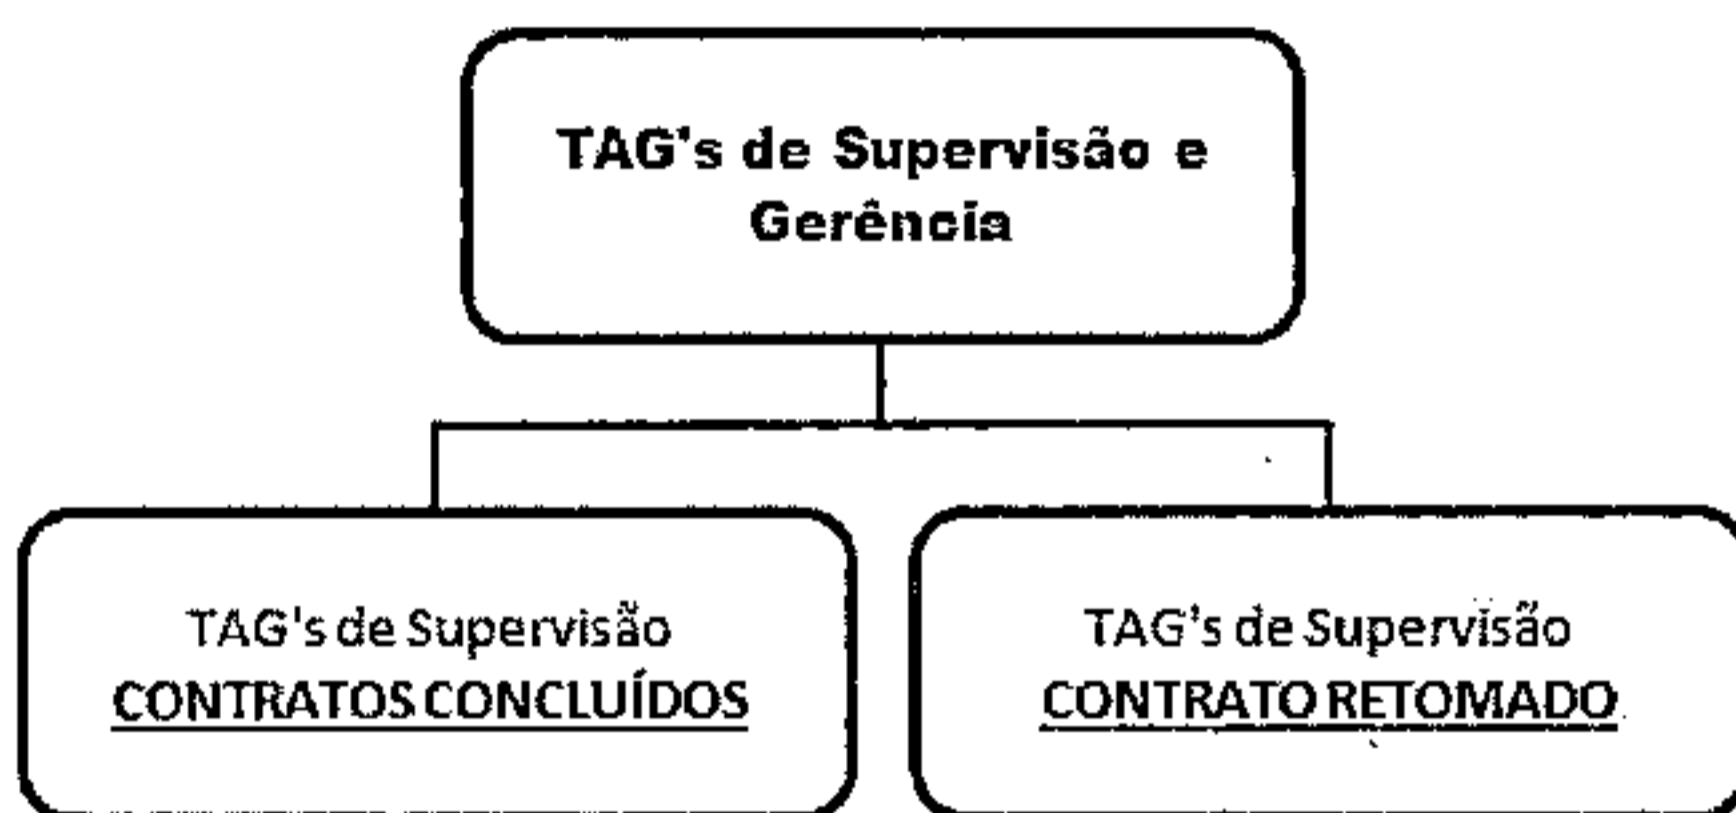 TAG's de Supervisão e
Gerência
TAG's de Supervisão
CONTRATOS CONCLUÍDOS
TAG's de Supervisão
CONTRATO RETOMADO